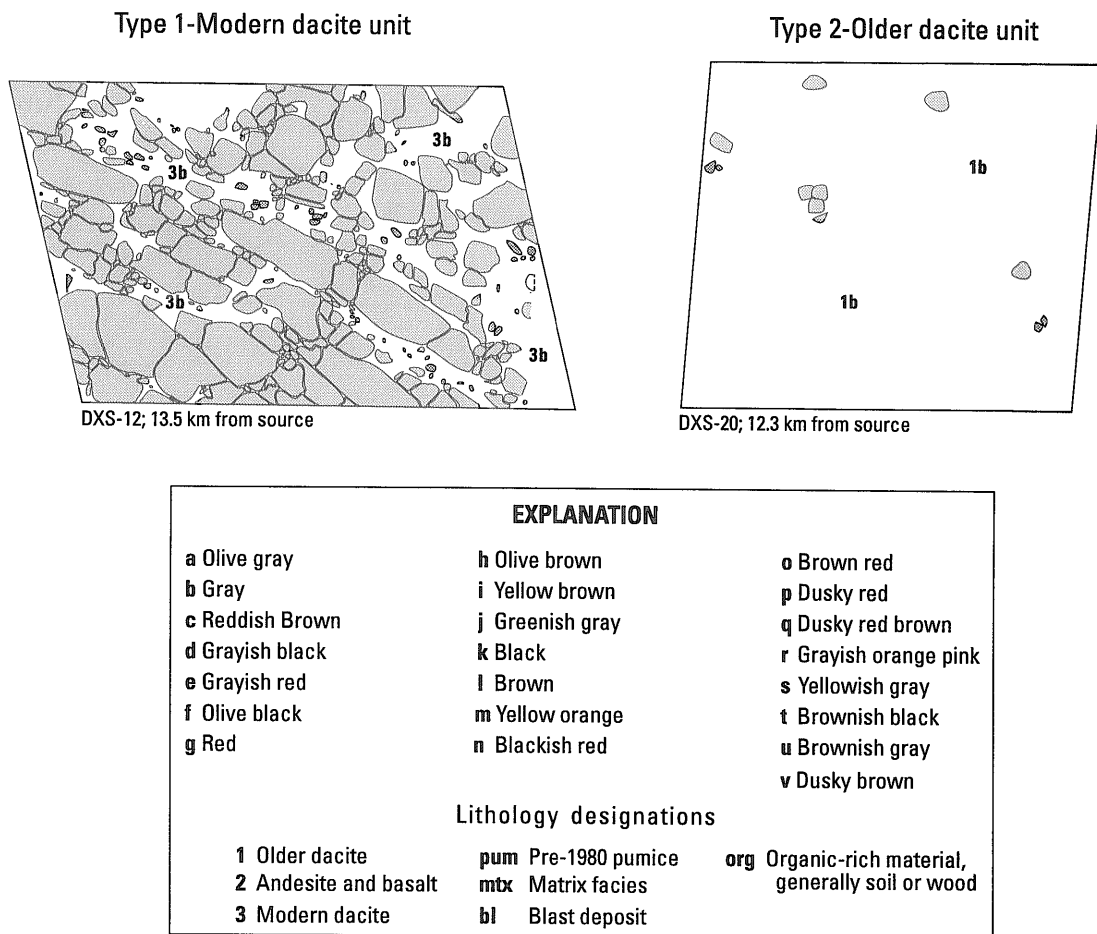 Type 1-Modern dacite unit
Type 2-Older dacite unit
3b
3b
3b
3b
1b
1b
DXS-12; 13.5 km from source
DXS-20; 12.3 km from source
EXPLANATION
a Olive gray
b Gray
c Reddish Brown
d Grayish black
e Grayish red
f Olive black
g Red
h Olive brown
i Yellow brown
j Greenish gray
k Black
l Brown
m Yellow orange
n Blackish red
o Brown red
p Dusky red
q Dusky red brown
r Grayish orange pink
s Yellowish gray
t Brownish black
u Brownish gray
v Dusky brown
Lithology designations
1 Older dacite
2 Andesite and basalt
3 Modern dacite
pum Pre-1980 pumice
mtx Matrix facies
bl Blast deposit
org Organic-rich material,
generally soil or wood